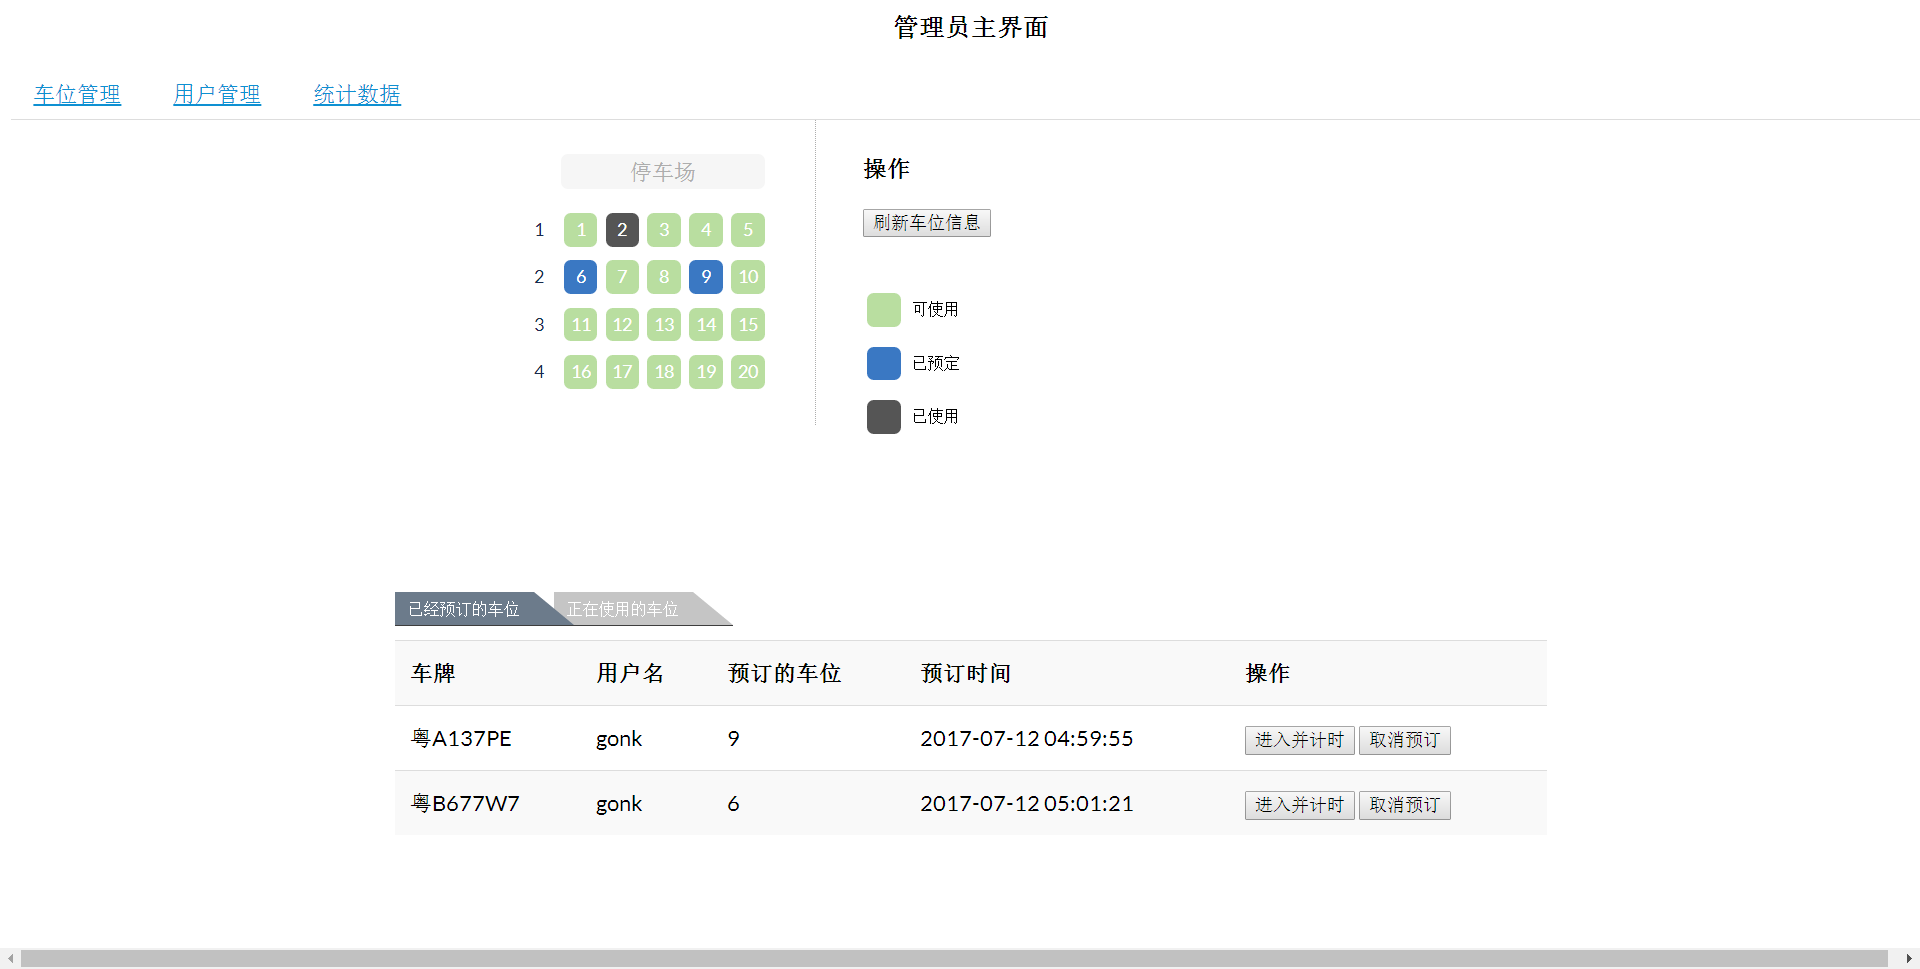 管理员主界面
车位管理 用户管理 统计数据
停车场
操作
刷新车位信息
1 1 2 3 4 5
2 6 7 8 9 10
3 11 12 13 14 15
4 16 17 18 19 20
可使用
已预定
已使用
已经预订的车位 正在使用的车位
车牌 用户名 预订的车位 预订时间 操作
粤A137PE gonk 9 2017-07-12 04:59:55 进入并计时 取消预订
粤B677W7 gonk 6 2017-07-12 05:01:21 进入并计时 取消预订